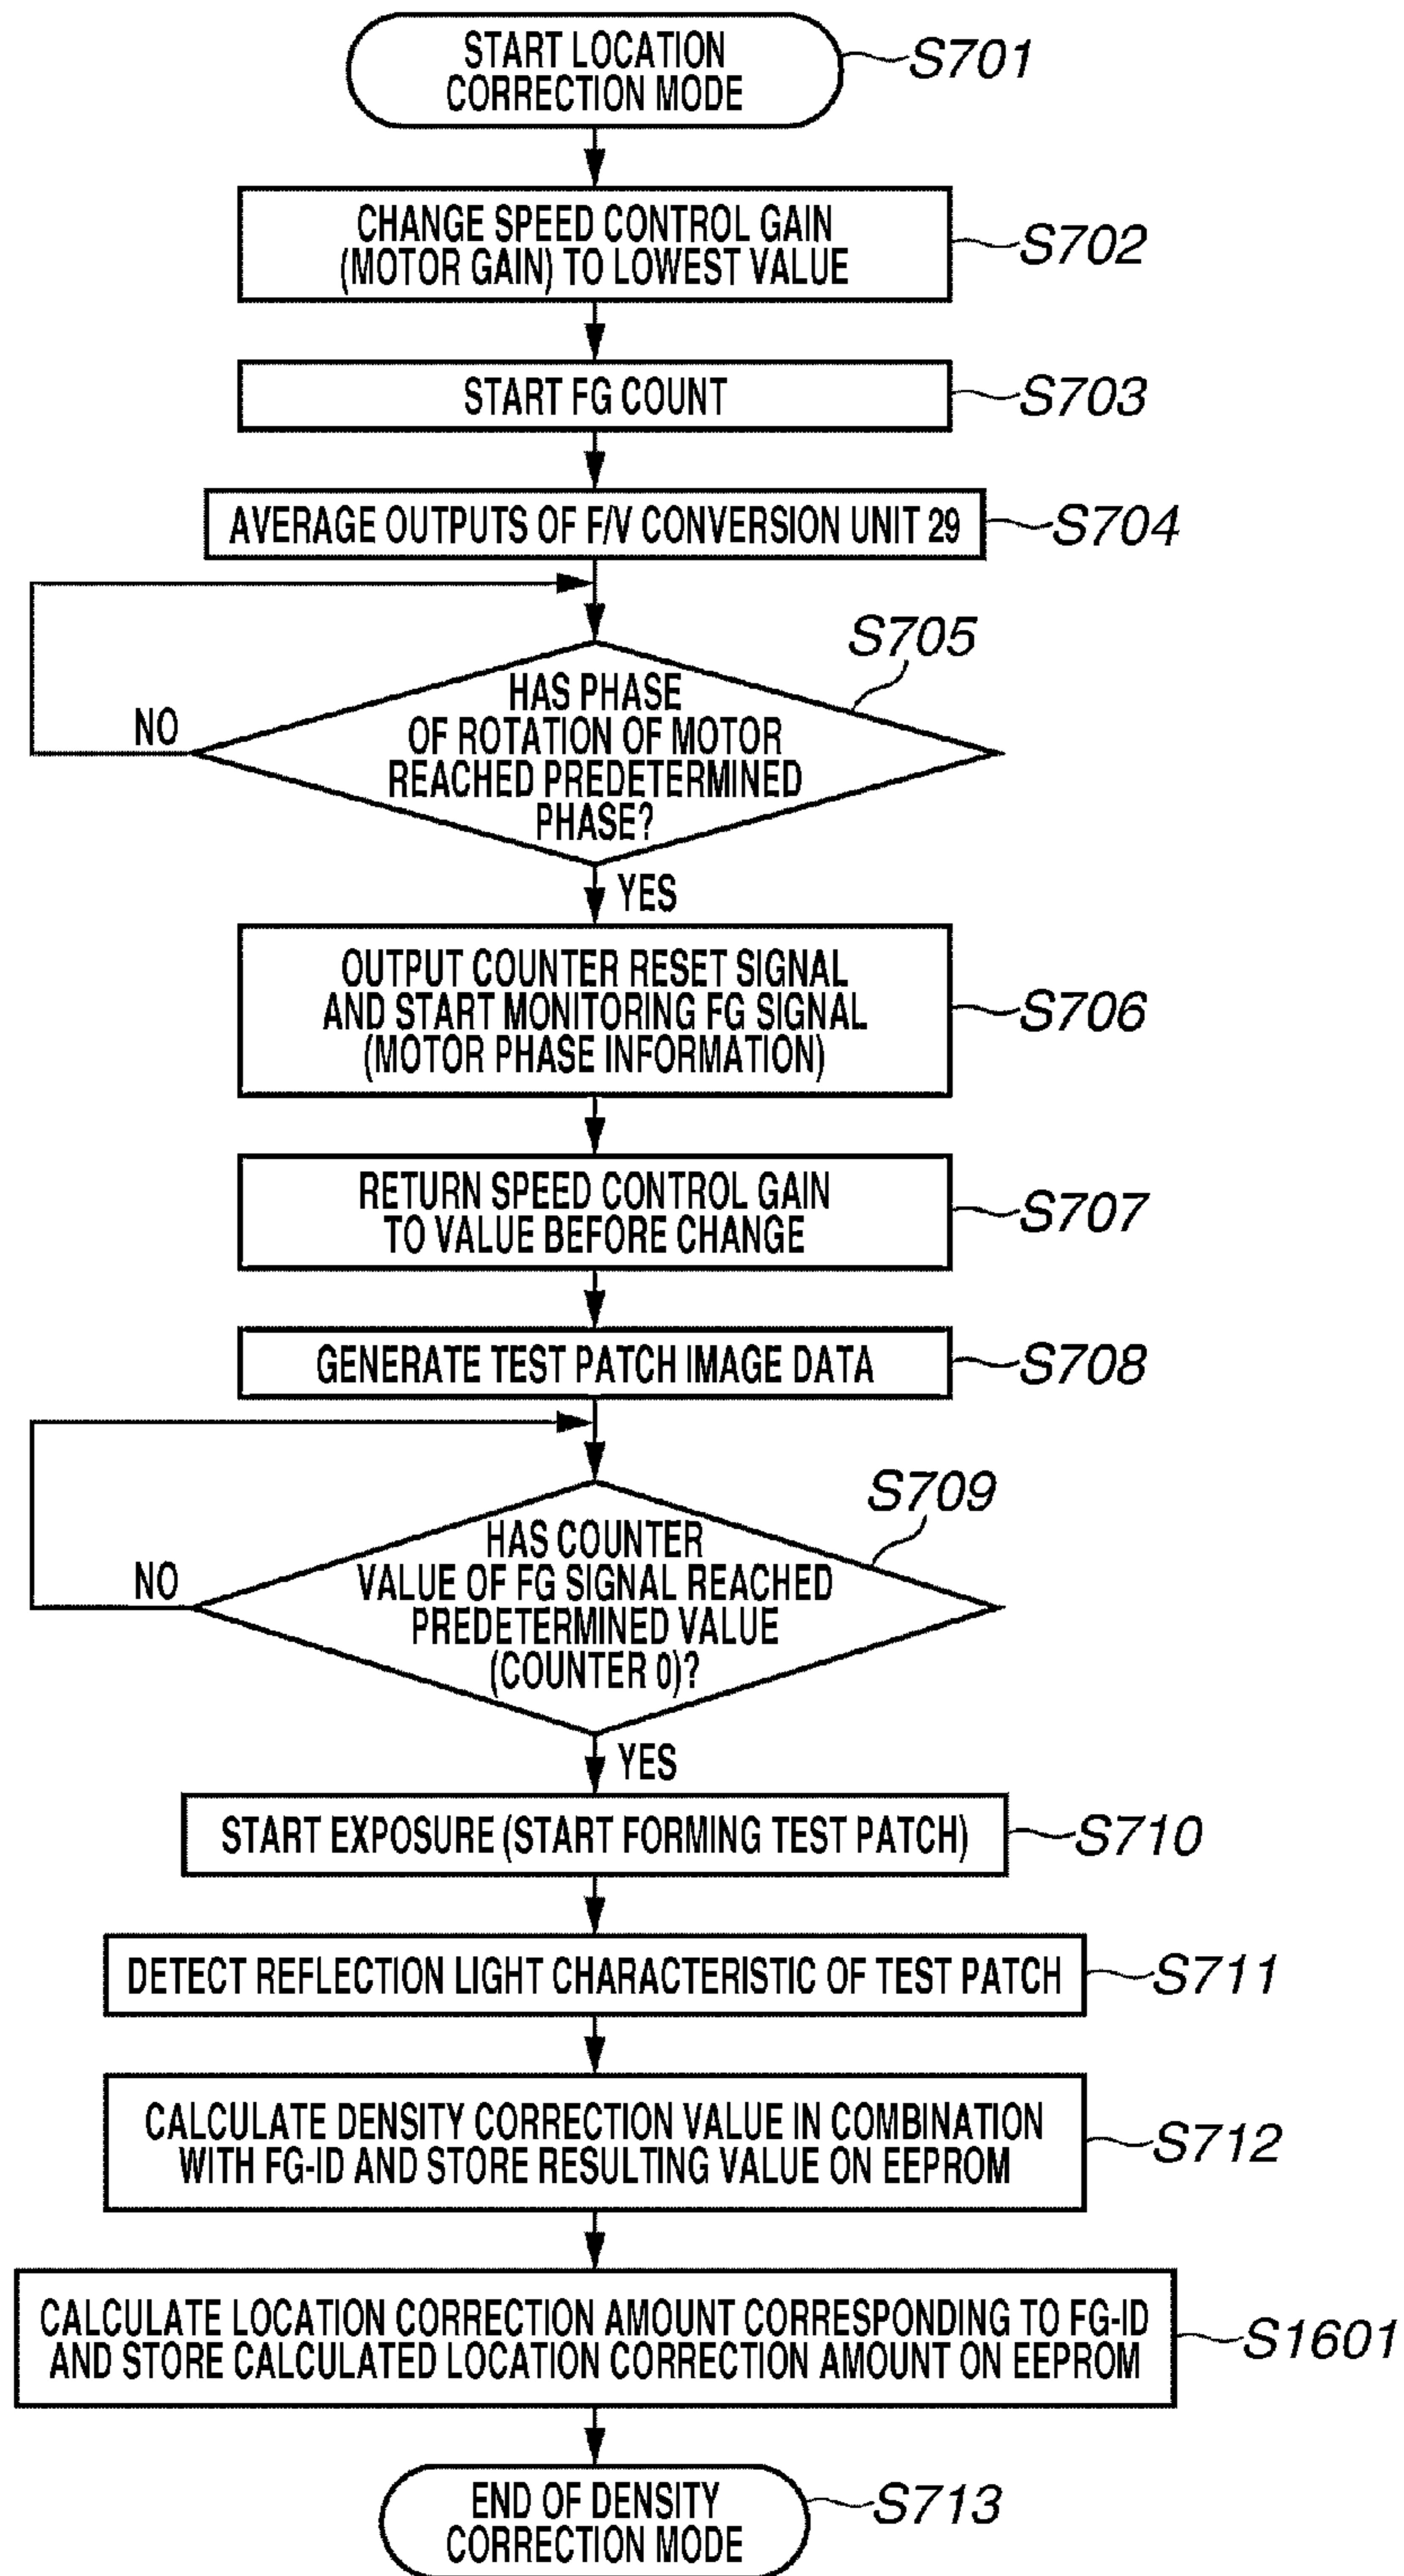 START LOCATION
CORRECTION MODE
S701
CHANGE SPEED CONTROL GAIN
(MOTOR GAIN) TO LOWEST VALUE
S702
START FG COUNT
S703
AVERAGE OUTPUTS OF F/V CONVERSION UNIT 29
S704
S705
HAS PHASE
OF ROTATION OF MOTOR
REACHED PREDETERMINED
PHASE?
NO
YES
OUTPUT COUNTER RESET SIGNAL
AND START MONITORING FG SIGNAL
(MOTOR PHASE INFORMATION)
S706
RETURN SPEED CONTROL GAIN
TO VALUE BEFORE CHANGE
S707
GENERATE TEST PATCH IMAGE DATA
S708
S709
HAS COUNTER
VALUE OF FG SIGNAL REACHED
PREDETERMINED VALUE
(COUNTER 0)?
NO
YES
START EXPOSURE (START FORMING TEST PATCH)
S710
DETECT REFLECTION LIGHT CHARACTERISTIC OF TEST PATCH
S711
CALCULATE DENSITY CORRECTION VALUE IN COMBINATION
WITH FG-ID AND STORE RESULTING VALUE ON EEPROM
S712
CALCULATE LOCATION CORRECTION AMOUNT CORRESPONDING TO FG-ID
AND STORE CALCULATED LOCATION CORRECTION AMOUNT ON EEPROM
S1601
END OF DENSITY
CORRECTION MODE
S713